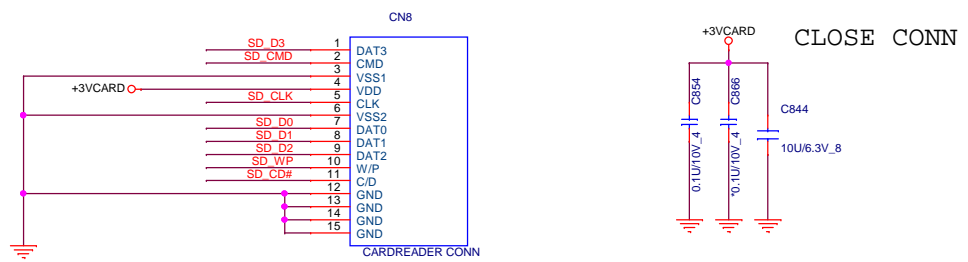 CN8
SD_D3 1 DAT3
SD_CMD 2 CMD
3 VSS1
+3VCARD 4 VDD
SD_CLK 5 CLK
6 VSS2
SD_D0 7 DAT0
SD_D1 8 DAT1
SD_D2 9 DAT2
SD_WP 10 W/P
SD_CD# 11 C/D
12 GND
13 GND
14 GND
15 GND
CARDREADER CONN
+3VCARD
CLOSE CONN
C854
0.1U/10V_4
C866
*0.1U/10V_4
C844
10U/6.3V_8